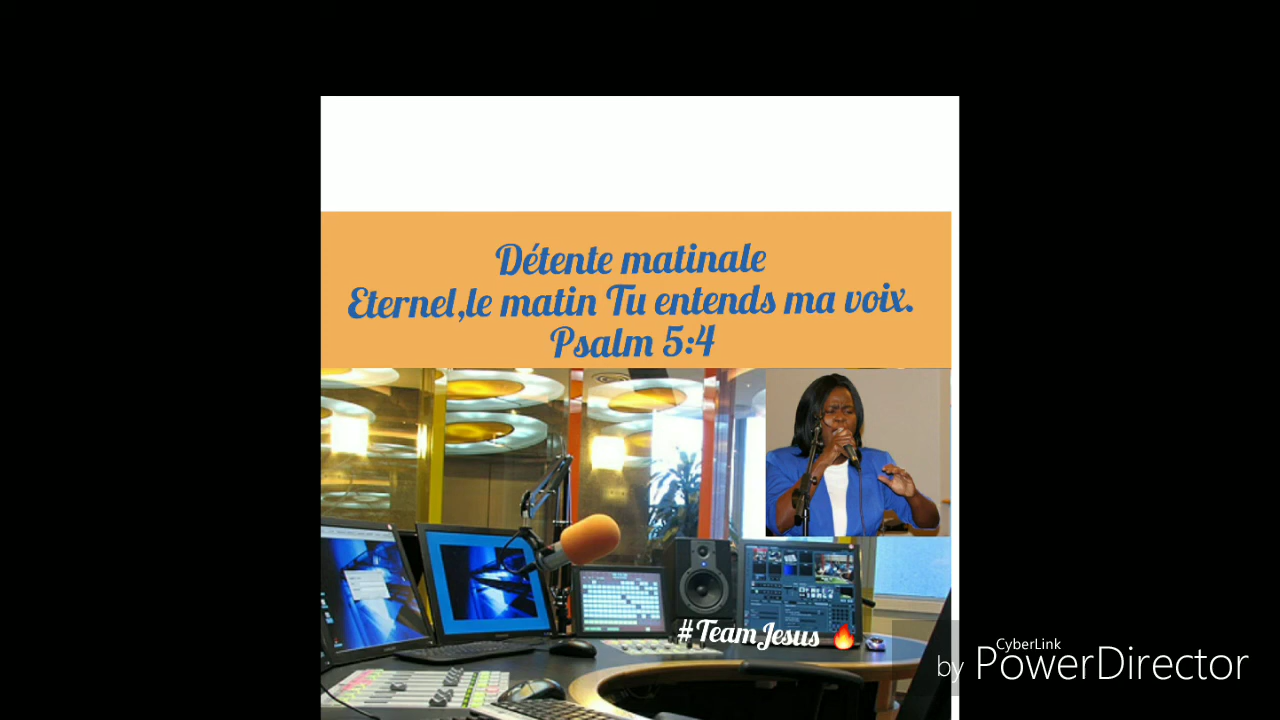 Détente matinale
Eternel,le matin Tu entends ma voix.
Psalm 5:4
#TeamJesus 🔥
CyberLink
by PowerDirector